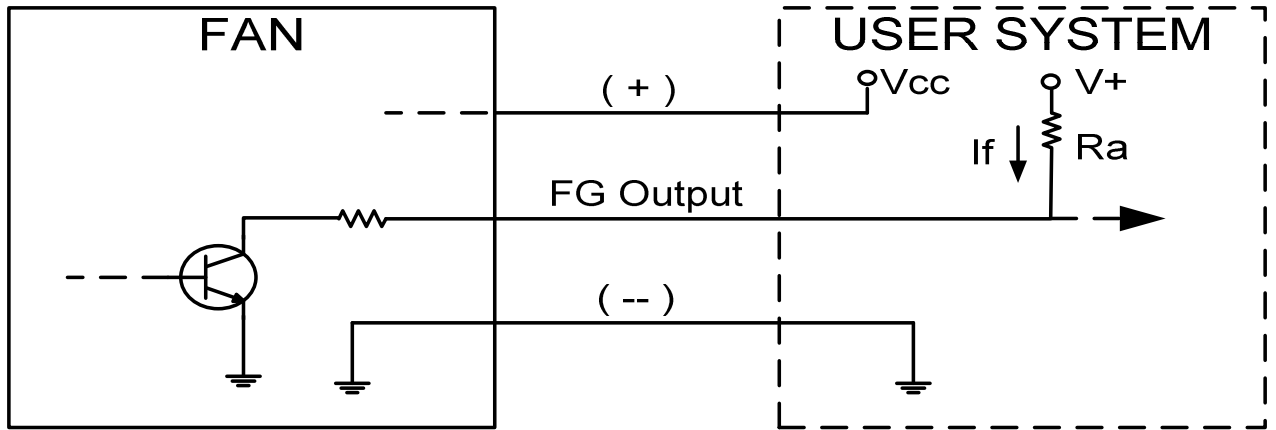 FAN
USER SYSTEM
( + )
Vcc
V+
If
Ra
FG Output
( -- )